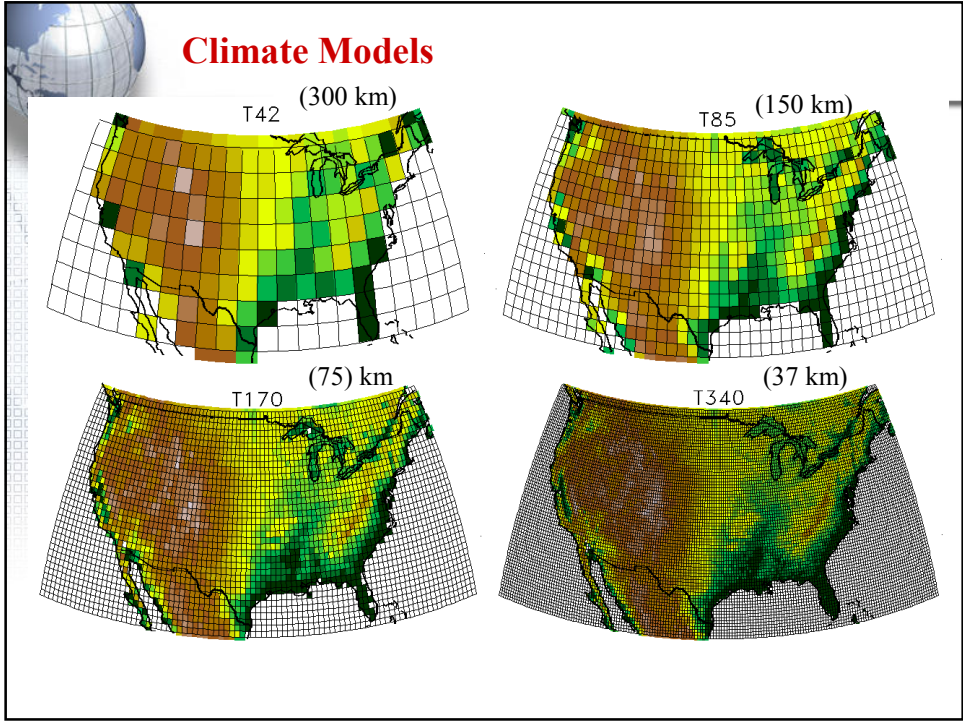 Climate Models
T42 (300 km)
T85 (150 km)
T170 (75) km
T340 (37 km)